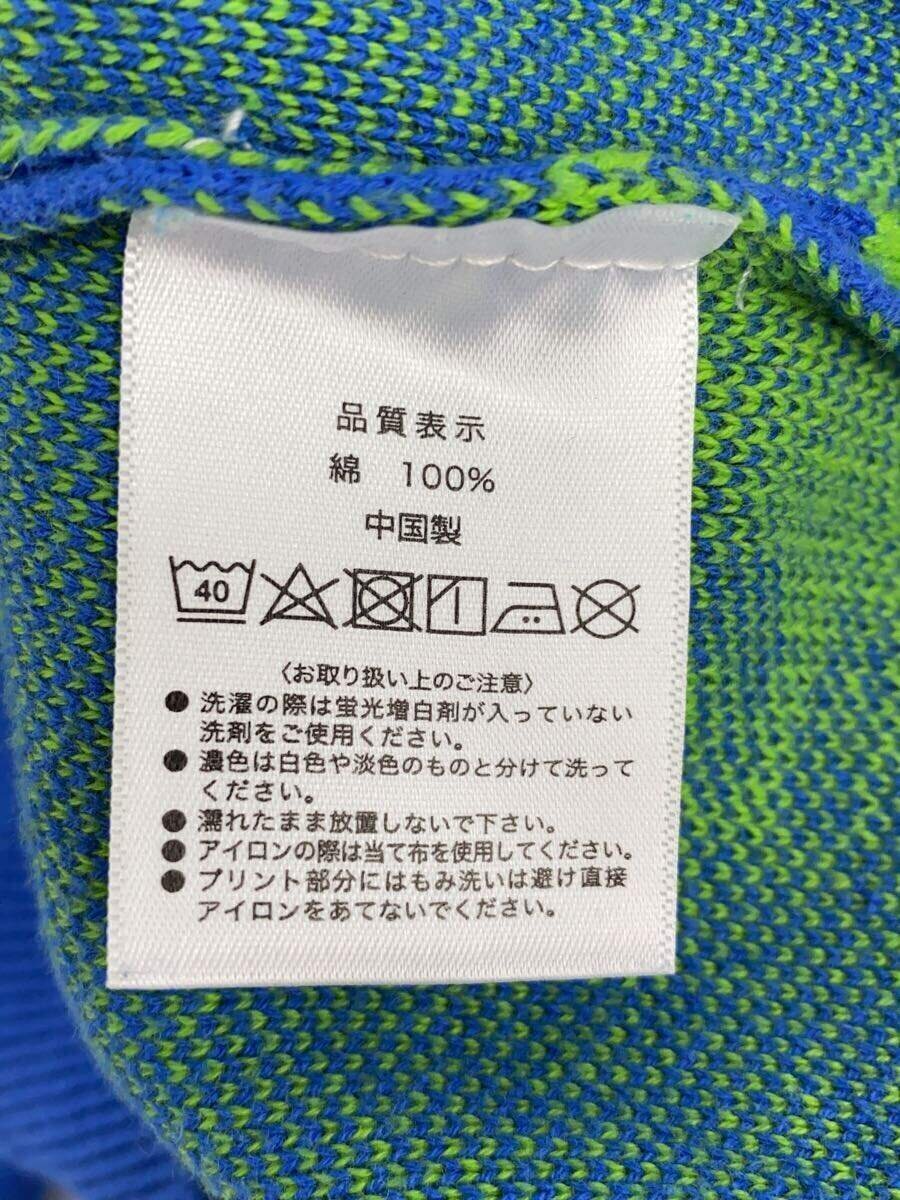 品質表示
綿 100%
中国製
40
〈お取り扱い上のご注意〉
●洗濯の際は蛍光増白剤が入っていない
洗剤をご使用ください。
●濃色は白色や淡色のものと分けて洗って
ください。
●濡れたまま放置しないで下さい。
●アイロンの際は当て布を使用してください。
●プリント部分にはもみ洗いは避け直接
アイロンをあてないでください。